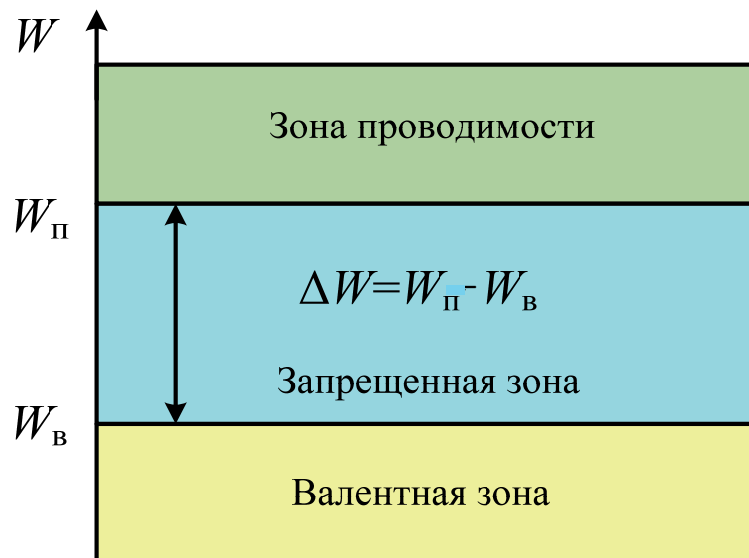 W
Зона проводимости
Wп
ΔW=Wп-Wв
Запрещенная зона
Wв
Валентная зона